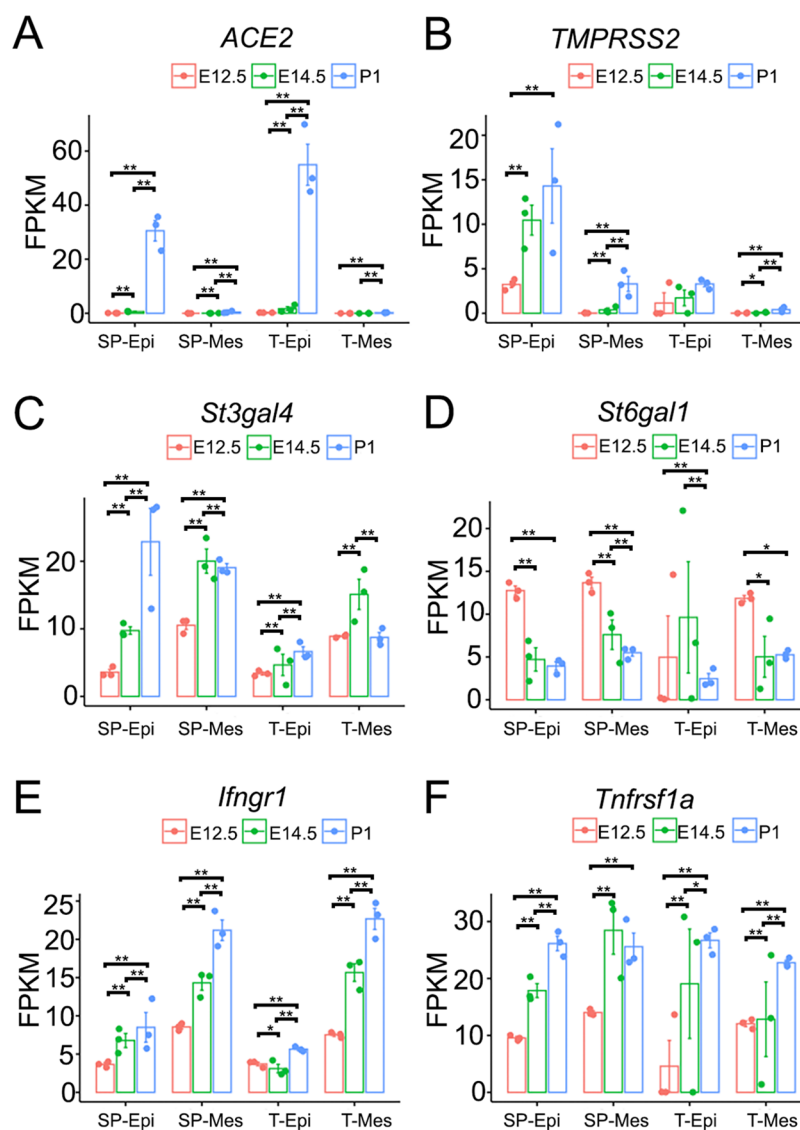 A
ACE2
E12.5 E14.5 P1
FPKM
60
40
20
0
** ** ** ** ** ** ** ** ** ** ** **
SP-Epi SP-Mes T-Epi T-Mes
B
TMPRSS2
E12.5 E14.5 P1
FPKM
20
15
10
5
0
** ** ** ** ** ** * **
SP-Epi SP-Mes T-Epi T-Mes
C
St3gal4
E12.5 E14.5 P1
FPKM
20
10
0
** ** ** ** ** ** ** ** ** ** **
SP-Epi SP-Mes T-Epi T-Mes
D
St6gal1
E12.5 E14.5 P1
FPKM
20
15
10
5
0
** ** ** ** ** ** ** * *
SP-Epi SP-Mes T-Epi T-Mes
E
Ifngr1
E12.5 E14.5 P1
FPKM
25
20
15
10
5
0
** ** ** ** ** ** ** * ** ** ** **
SP-Epi SP-Mes T-Epi T-Mes
F
Tnfrsf1a
E12.5 E14.5 P1
FPKM
30
20
10
0
** ** ** ** ** ** ** * ** ** **
SP-Epi SP-Mes T-Epi T-Mes